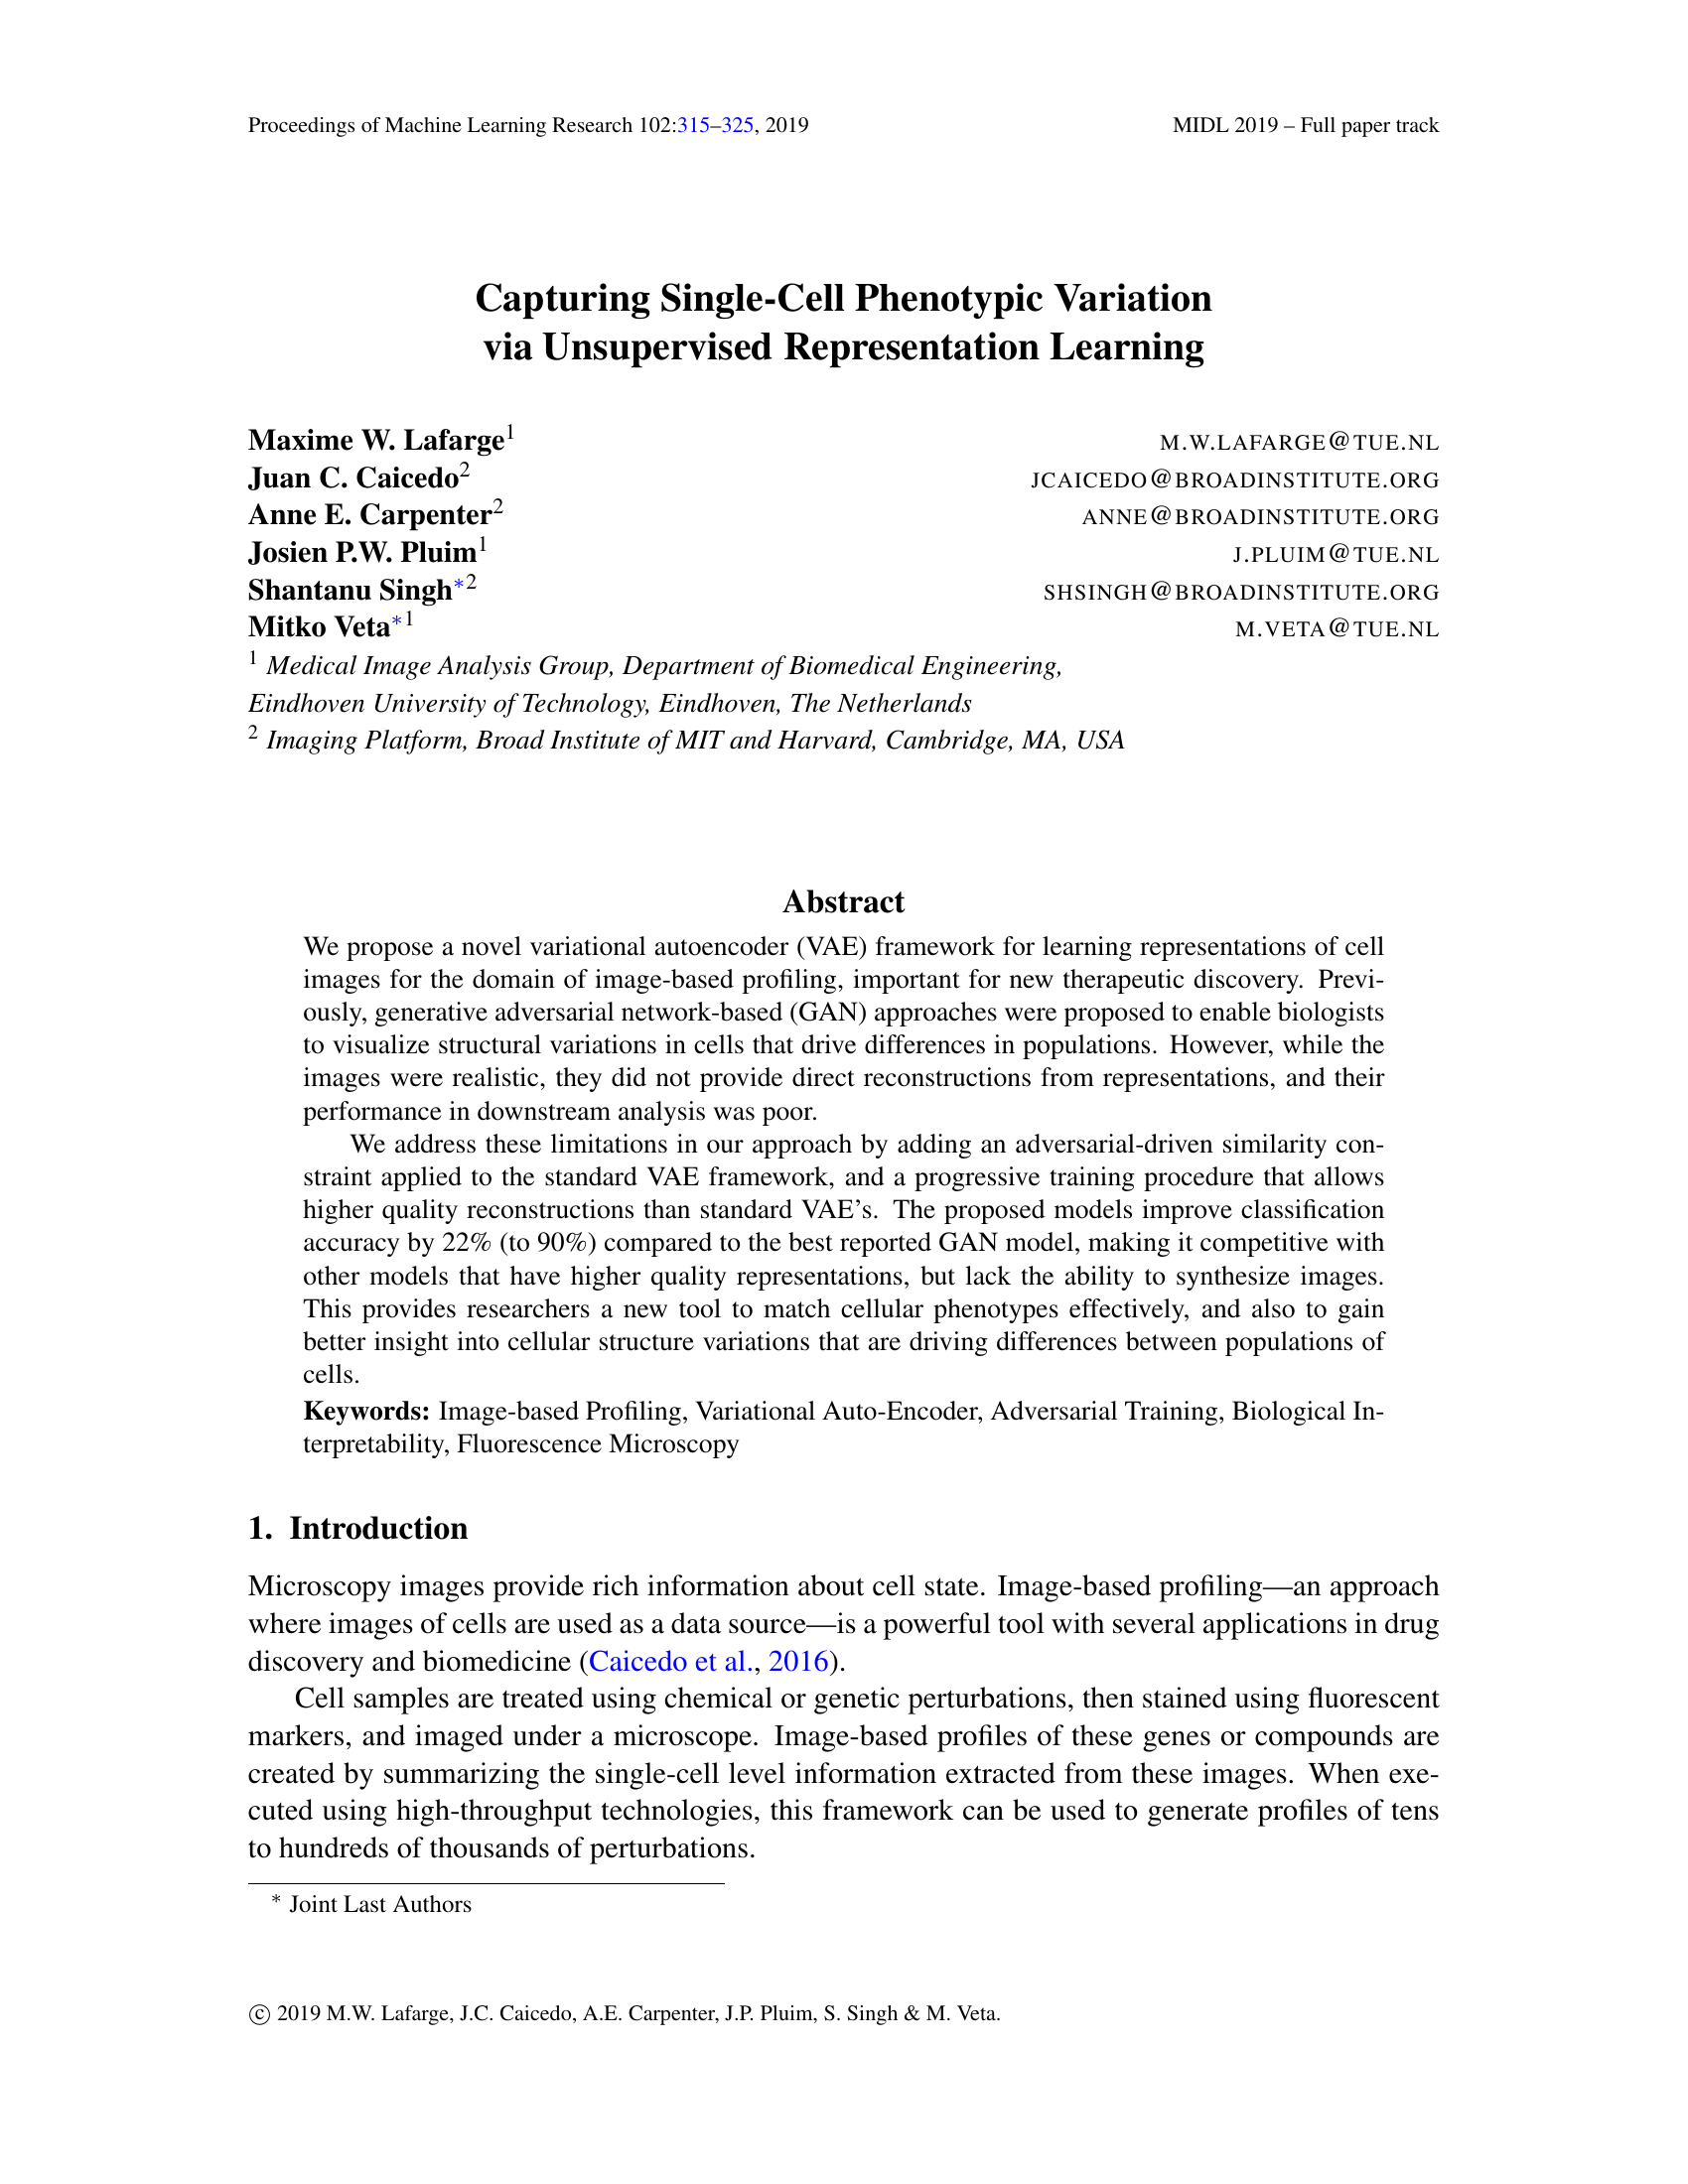 Proceedings of Machine Learning Research 102:315–325, 2019 MIDL 2019 – Full paper track
Capturing Single-Cell Phenotypic Variation
via Unsupervised Representation Learning
Maxime W. Lafarge1 M.W.LAFARGE@TUE.NL
Juan C. Caicedo2 JCAICEDO@BROADINSTITUTE.ORG
Anne E. Carpenter2 ANNE@BROADINSTITUTE.ORG
Josien P.W. Pluim1 J.PLUIM@TUE.NL
Shantanu Singh*2 SHSINGH@BROADINSTITUTE.ORG
Mitko Veta*1 M.VETA@TUE.NL
1 Medical Image Analysis Group, Department of Biomedical Engineering,
Eindhoven University of Technology, Eindhoven, The Netherlands
2 Imaging Platform, Broad Institute of MIT and Harvard, Cambridge, MA, USA
Abstract
We propose a novel variational autoencoder (VAE) framework for learning representations of cell
images for the domain of image-based profiling, important for new therapeutic discovery. Previ-
ously, generative adversarial network-based (GAN) approaches were proposed to enable biologists
to visualize structural variations in cells that drive differences in populations. However, while the
images were realistic, they did not provide direct reconstructions from representations, and their
performance in downstream analysis was poor.
We address these limitations in our approach by adding an adversarial-driven similarity con-
straint applied to the standard VAE framework, and a progressive training procedure that allows
higher quality reconstructions than standard VAE's. The proposed models improve classification
accuracy by 22% (to 90%) compared to the best reported GAN model, making it competitive with
other models that have higher quality representations, but lack the ability to synthesize images.
This provides researchers a new tool to match cellular phenotypes effectively, and also to gain
better insight into cellular structure variations that are driving differences between populations of
cells.
Keywords: Image-based Profiling, Variational Auto-Encoder, Adversarial Training, Biological In-
terpretability, Fluorescence Microscopy
1. Introduction
Microscopy images provide rich information about cell state. Image-based profiling—an approach
where images of cells are used as a data source—is a powerful tool with several applications in drug
discovery and biomedicine (Caicedo et al., 2016).
Cell samples are treated using chemical or genetic perturbations, then stained using fluorescent
markers, and imaged under a microscope. Image-based profiles of these genes or compounds are
created by summarizing the single-cell level information extracted from these images. When exe-
cuted using high-throughput technologies, this framework can be used to generate profiles of tens
to hundreds of thousands of perturbations.
* Joint Last Authors
© 2019 M.W. Lafarge, J.C. Caicedo, A.E. Carpenter, J.P. Pluim, S. Singh & M. Veta.